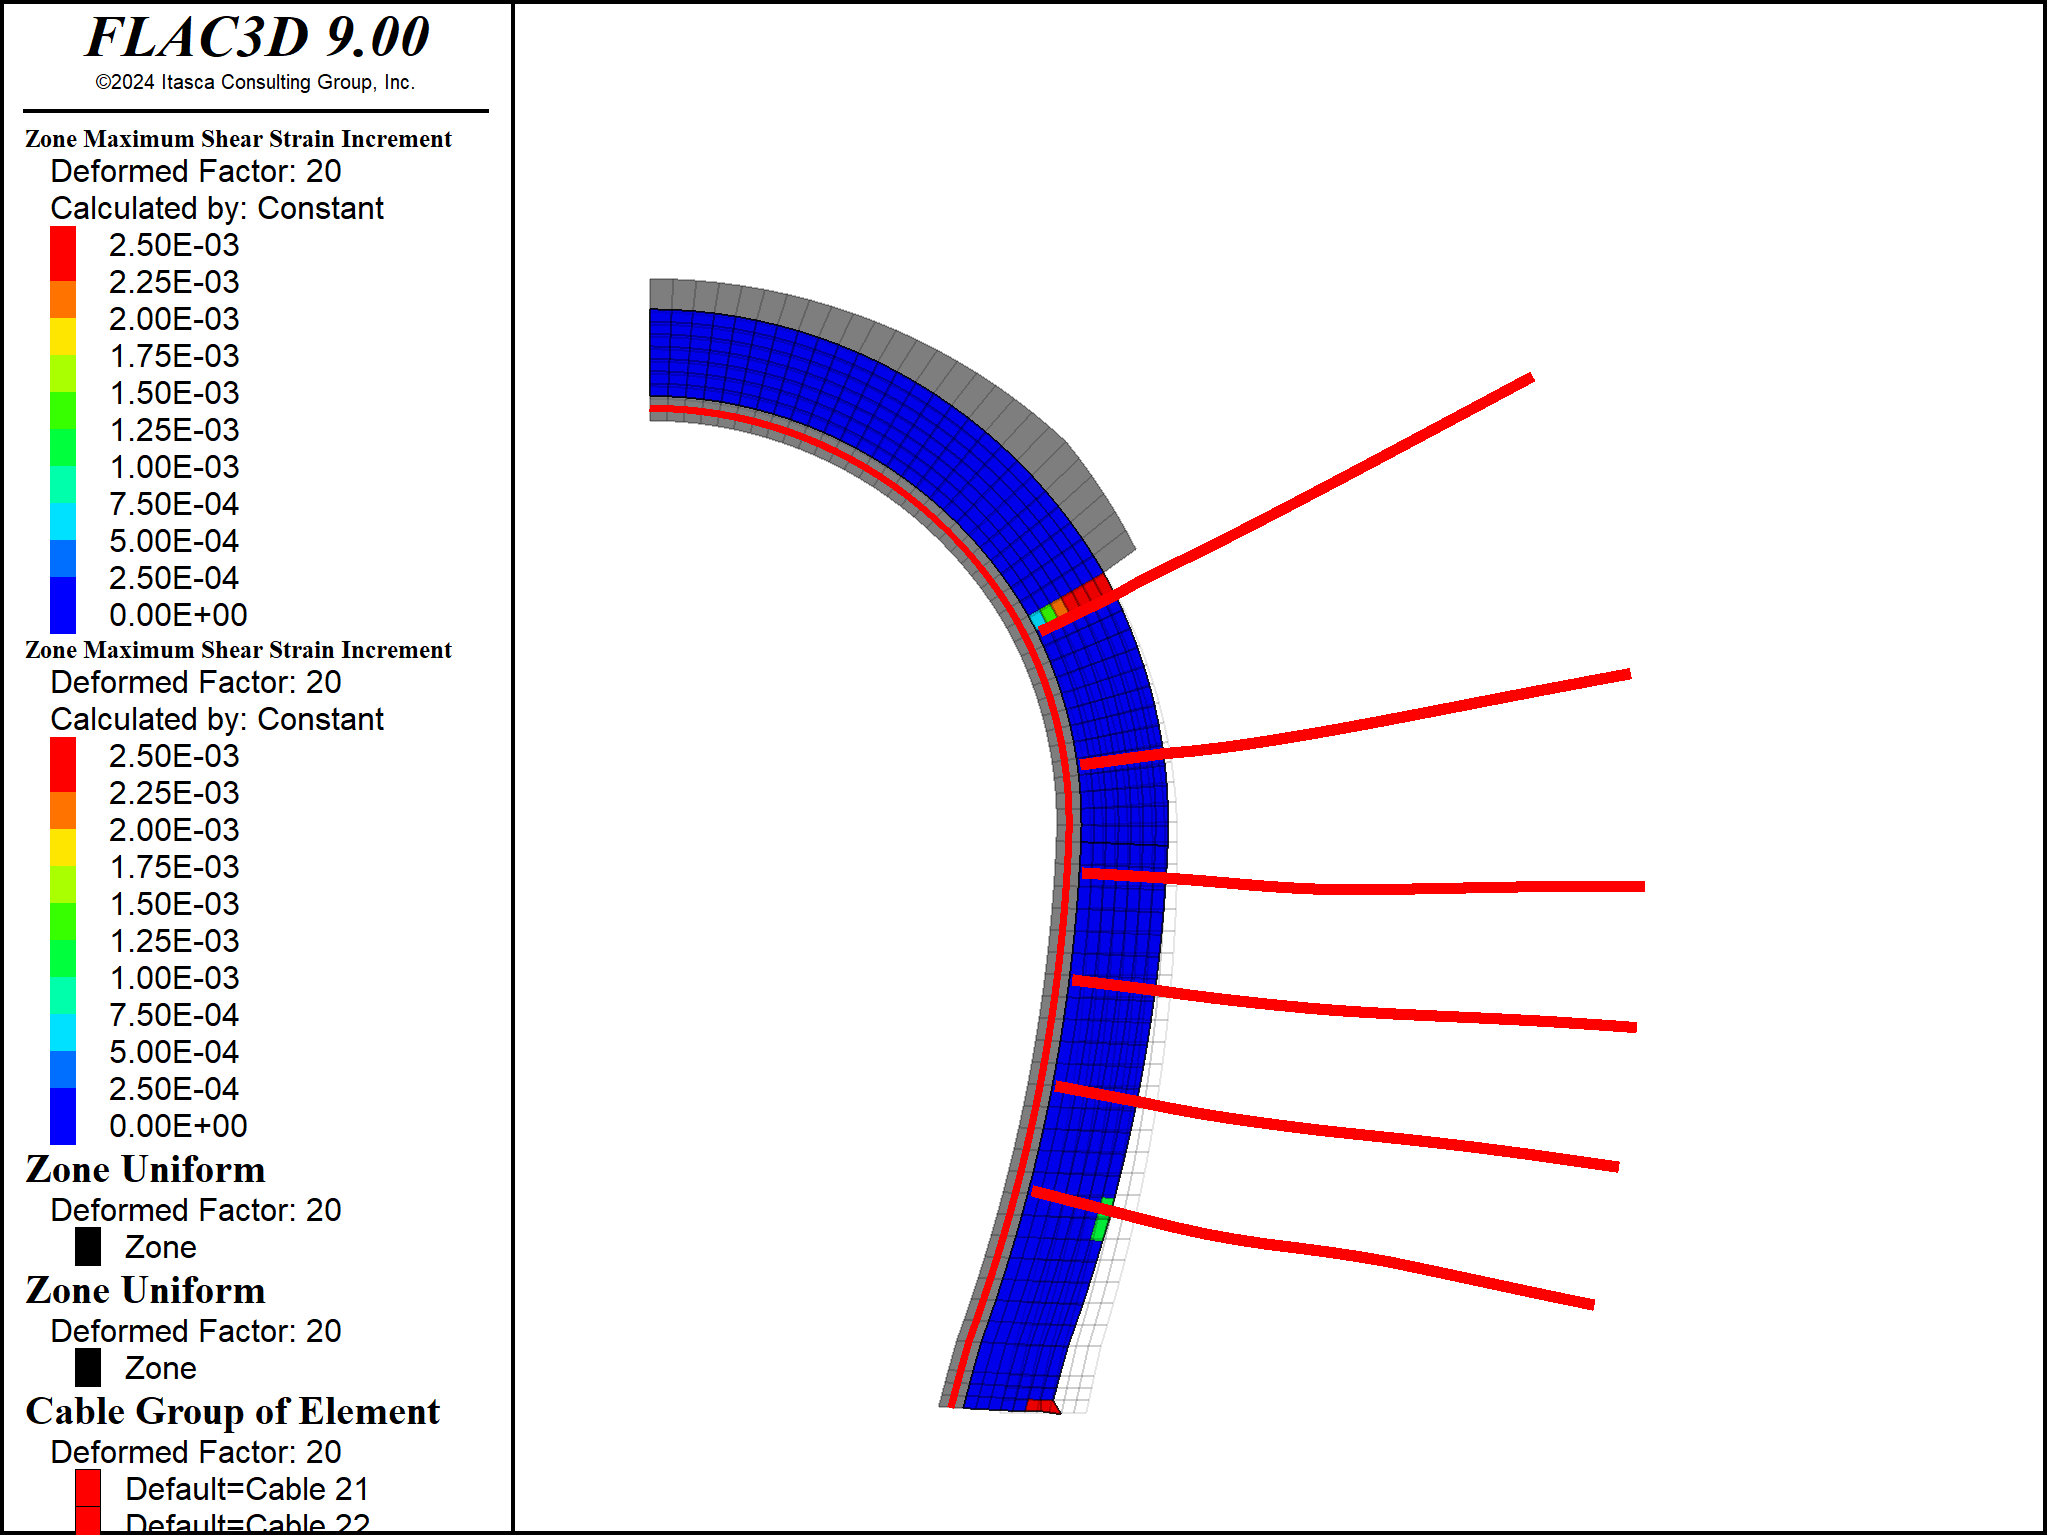 FLAC3D 9.00
©2024 Itasca Consulting Group, Inc.
Zone Maximum Shear Strain Increment
Deformed Factor: 20
Calculated by: Constant
2.50E-03
2.25E-03
2.00E-03
1.75E-03
1.50E-03
1.25E-03
1.00E-03
7.50E-04
5.00E-04
2.50E-04
0.00E+00
Zone Maximum Shear Strain Increment
Deformed Factor: 20
Calculated by: Constant
2.50E-03
2.25E-03
2.00E-03
1.75E-03
1.50E-03
1.25E-03
1.00E-03
7.50E-04
5.00E-04
2.50E-04
0.00E+00
Zone Uniform
Deformed Factor: 20
Zone
Zone Uniform
Deformed Factor: 20
Zone
Cable Group of Element
Deformed Factor: 20
Default=Cable 21
Default=Cable 22